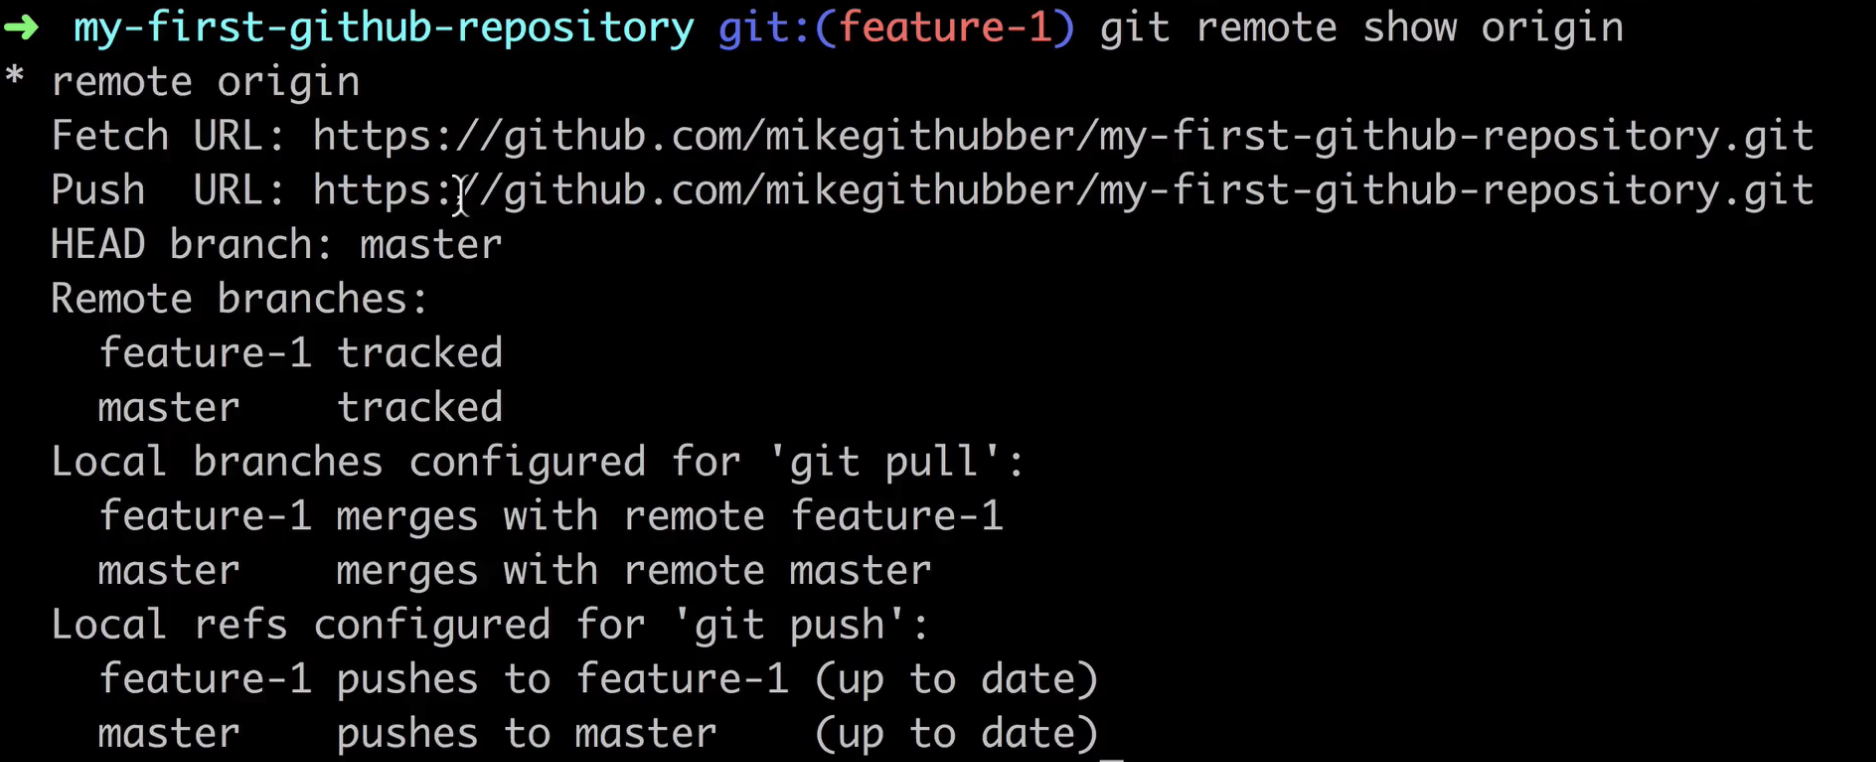 ➜  my-first-github-repository git:(feature-1) git remote show origin
* remote origin
  Fetch URL: https://github.com/mikegithubber/my-first-github-repository.git
  Push  URL: https://github.com/mikegithubber/my-first-github-repository.git
  HEAD branch: master
  Remote branches:
    feature-1 tracked
    master    tracked
  Local branches configured for 'git pull':
    feature-1 merges with remote feature-1
    master    merges with remote master
  Local refs configured for 'git push':
    feature-1 pushes to feature-1 (up to date)
    master    pushes to master    (up to date)